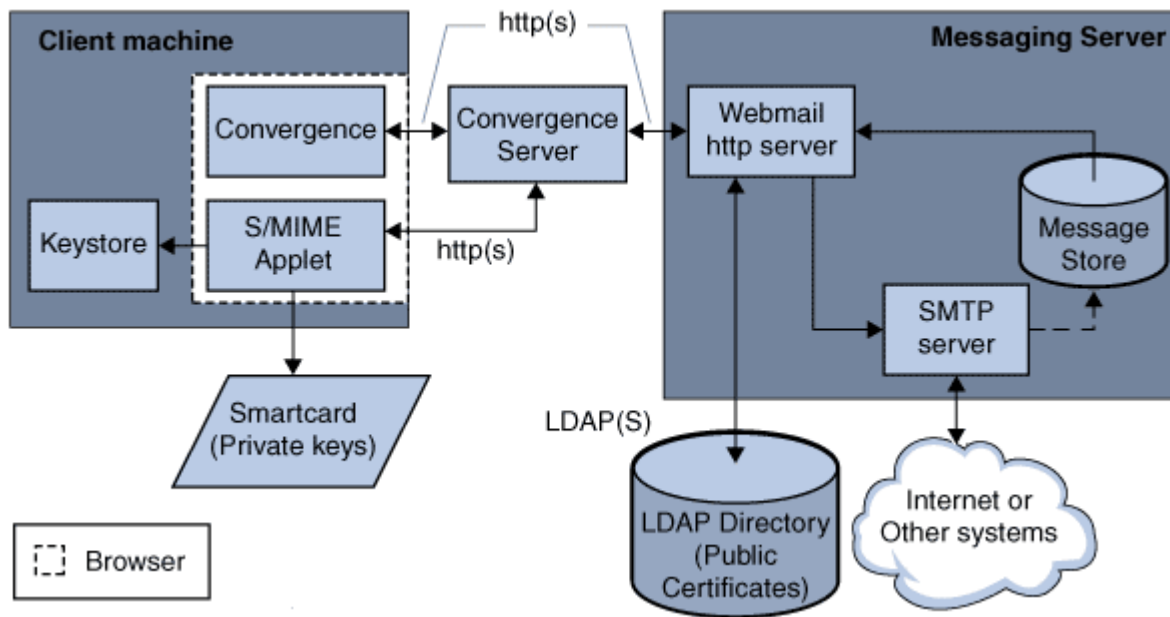 http(s)
Client machine
Messaging Server
Convergence
Convergence
Server
Webmail
http server
Keystore
S/MIME
Applet
http(s)
Message
Store
SMTP
server
Smartcard
(Private keys)
LDAP(S)
LDAP Directory
(Public
Certificates)
Internet or
Other systems
Browser